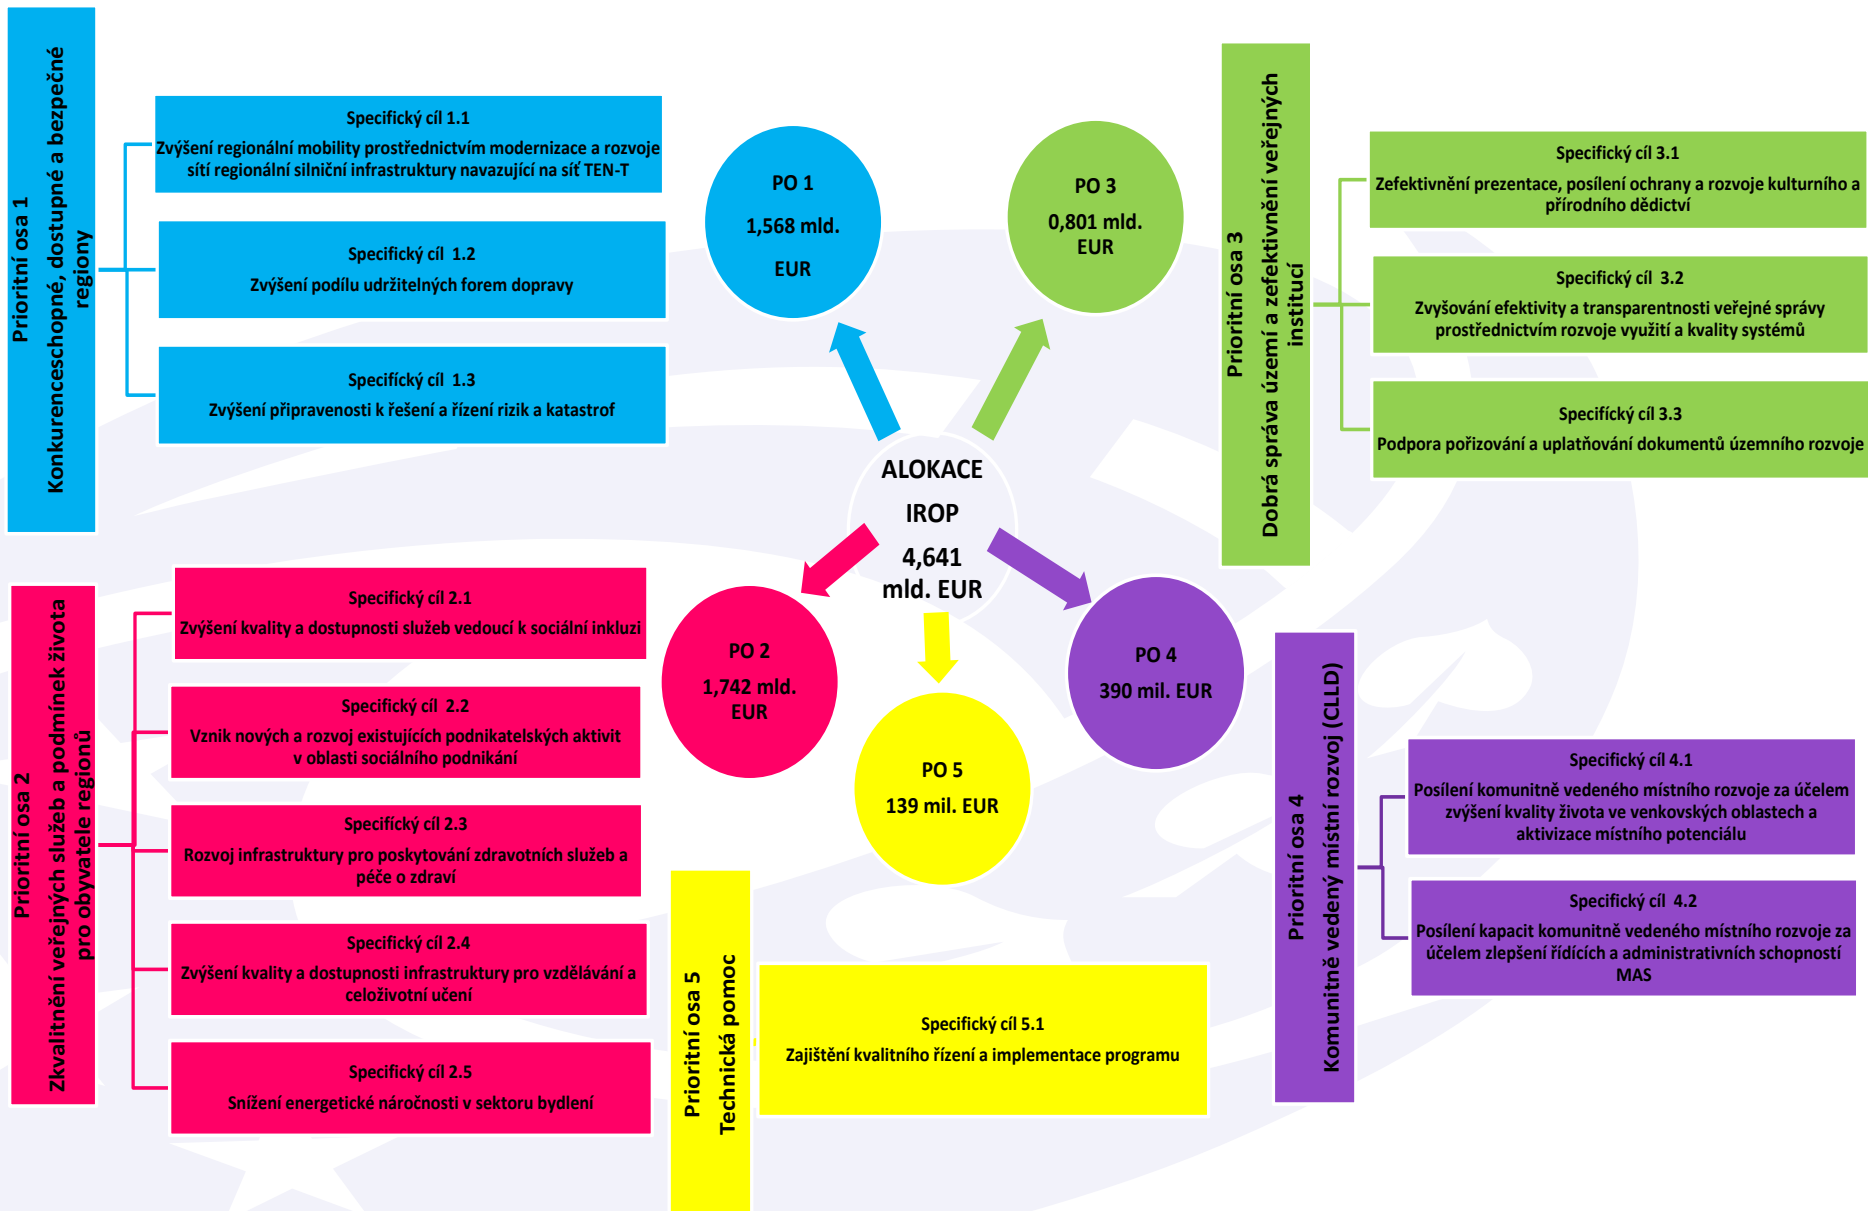 Prioritní osa 1
Konkurenceschopné, dostupné a bezpečné
regiony
Specifický cíl 1.1
Zvýšení regionální mobility prostřednictvím modernizace a rozvoje
sítí regionální silniční infrastruktury navazující na síť TEN-T
Specifický cíl 1.2
Zvýšení podílu udržitelných forem dopravy
Specifícký cíl 1.3
Zvýšení připravenosti k řešení a řízení rizik a katastrof
PO 1
1,568 mld.
EUR
PO 3
0,801 mld.
EUR
Prioritní osa 3
Dobrá správa území a zefektivnění veřejných
institucí
Specifický cíl 3.1
Zefektivnění prezentace, posílení ochrany a rozvoje kulturního a
přírodního dědictví
Specifický cíl 3.2
Zvyšování efektivity a transparentnosti veřejné správy
prostřednictvím rozvoje využití a kvality systémů
Specifícký cíl 3.3
Podpora pořizování a uplatňování dokumentů územního rozvoje
ALOKACE
IROP
4,641
mld. EUR
Prioritní osa 2
Zkvalitnění veřejných služeb a podmínek života
pro obyvatele regionů
Specifický cíl 2.1
Zvýšení kvality a dostupnosti služeb vedoucí k sociální inkluzi
Specifický cíl 2.2
Vznik nových a rozvoj existujících podnikatelských aktivit
v oblasti sociálního podnikání
Specifícký cíl 2.3
Rozvoj infrastruktury pro poskytování zdravotních služeb a
péče o zdraví
Specifický cíl 2.4
Zvýšení kvality a dostupnosti infrastruktury pro vzdělávání a
celoživotní učení
Specifický cíl 2.5
Snížení energetické náročnosti v sektoru bydlení
PO 2
1,742 mld.
EUR
PO 5
139 mil. EUR
PO 4
390 mil. EUR
Prioritní osa 5
Technická pomoc
Specifický cíl 5.1
Zajištění kvalitního řízení a implementace programu
Prioritní osa 4
Komunitně vedený místní rozvoj (CLLD)
Specifický cíl 4.1
Posílení komunitně vedeného místního rozvoje za účelem
zvýšení kvality života ve venkovských oblastech a
aktivizace místního potenciálu
Specifický cíl 4.2
Posílení kapacit komunitně vedeného místního rozvoje za
účelem zlepšení řídících a administrativních schopností
MAS